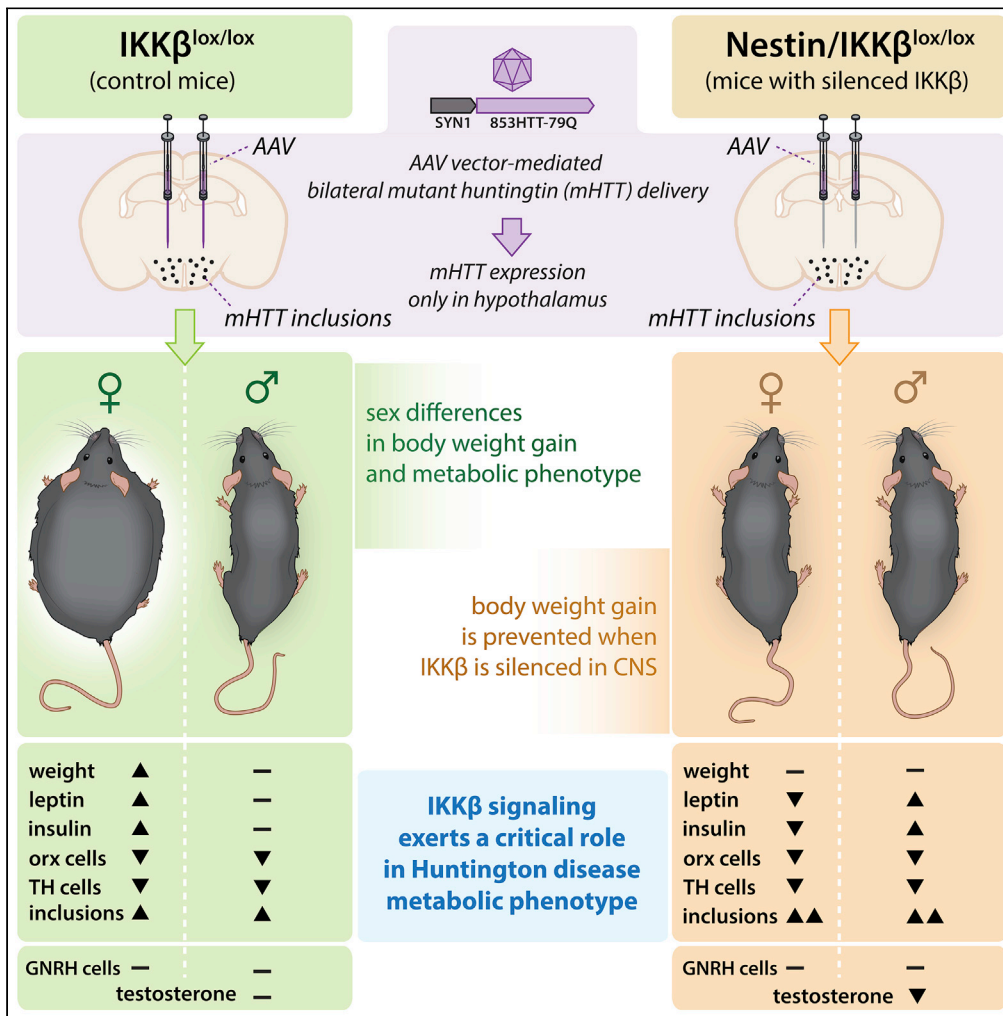 IKKβlox/lox
(control mice)
Nestin/IKKβlox/lox
(mice with silenced IKKβ)
SYN1 853HTT-79Q
AAV
AAV vector-mediated
bilateral mutant huntingtin (mHTT) delivery
mHTT expression
only in hypothalamus
mHTT inclusions
AAV
mHTT inclusions
♀ ♂
sex differences
in body weight gain
and metabolic phenotype
body weight gain
is prevented when
IKKβ is silenced in CNS
♀ ♂
weight ▲ –
leptin ▲ –
insulin ▲ –
orx cells ▼ ▼
TH cells ▼ ▼
inclusions ▲ ▲
GNRH cells – –
testosterone –
IKKβ signaling
exerts a critical role
in Huntington disease
metabolic phenotype
weight – –
leptin ▼ ▲
insulin ▼ ▲
orx cells ▼ ▼
TH cells ▼ ▼
inclusions ▲▲ ▲▲
GNRH cells – –
testosterone ▼